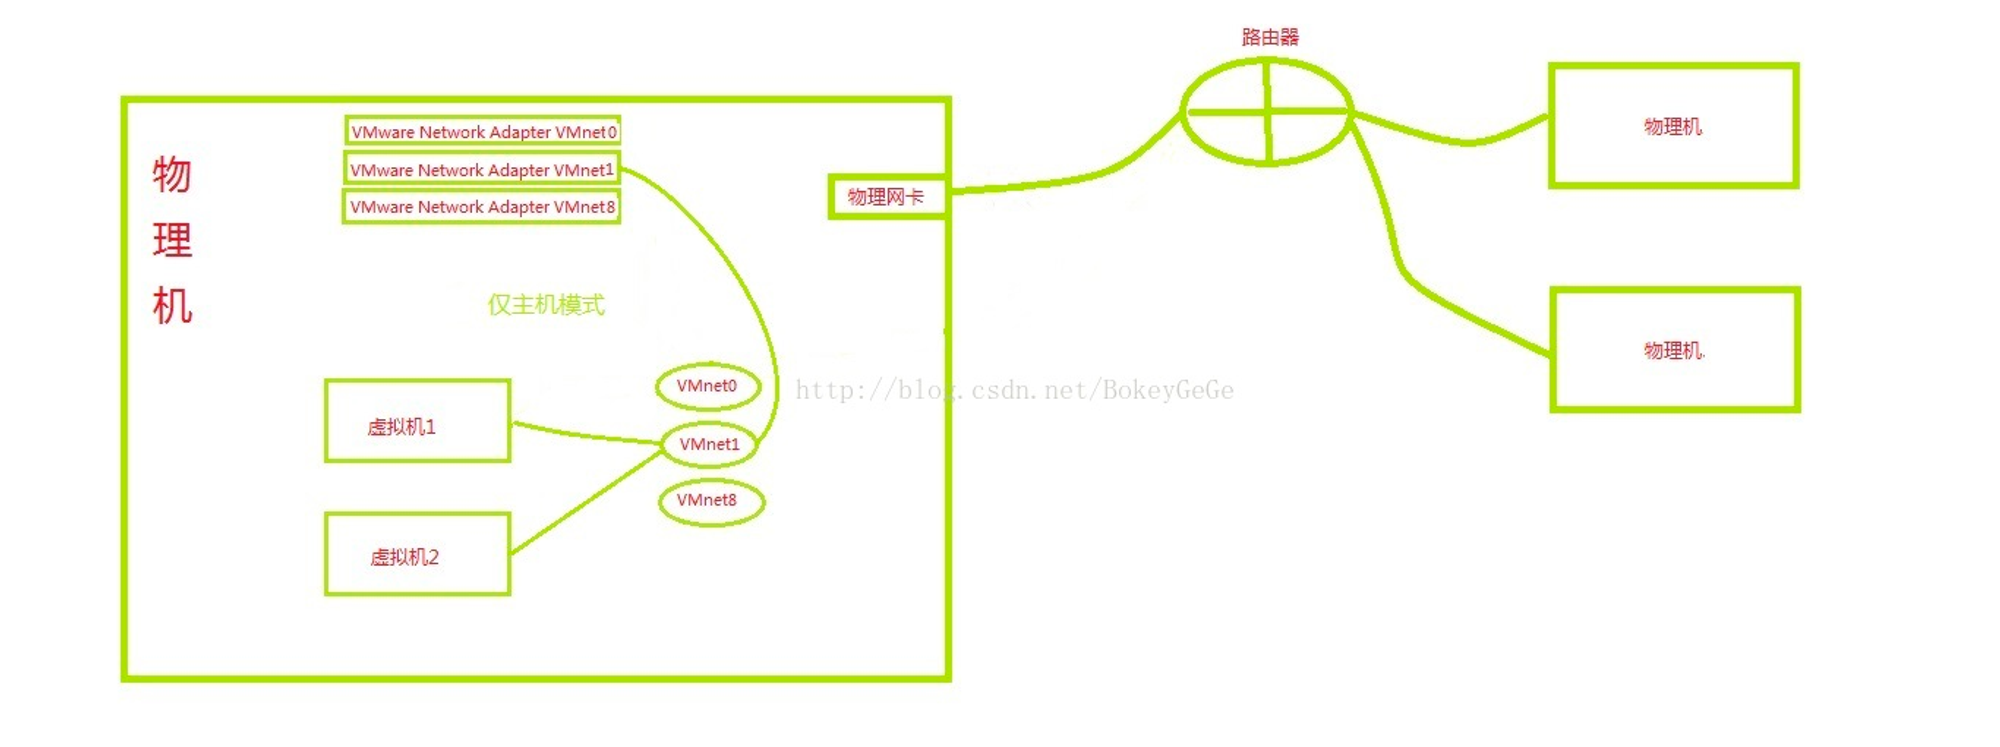 路由器
物理机
VMware Network Adapter VMnet0
VMware Network Adapter VMnet1
VMware Network Adapter VMnet8
物理网卡
物理机
仅主机模式
物理机
VMnet0
http://blog.csdn.net/BokeyGeGe
虚拟机1
VMnet1
VMnet8
虚拟机2